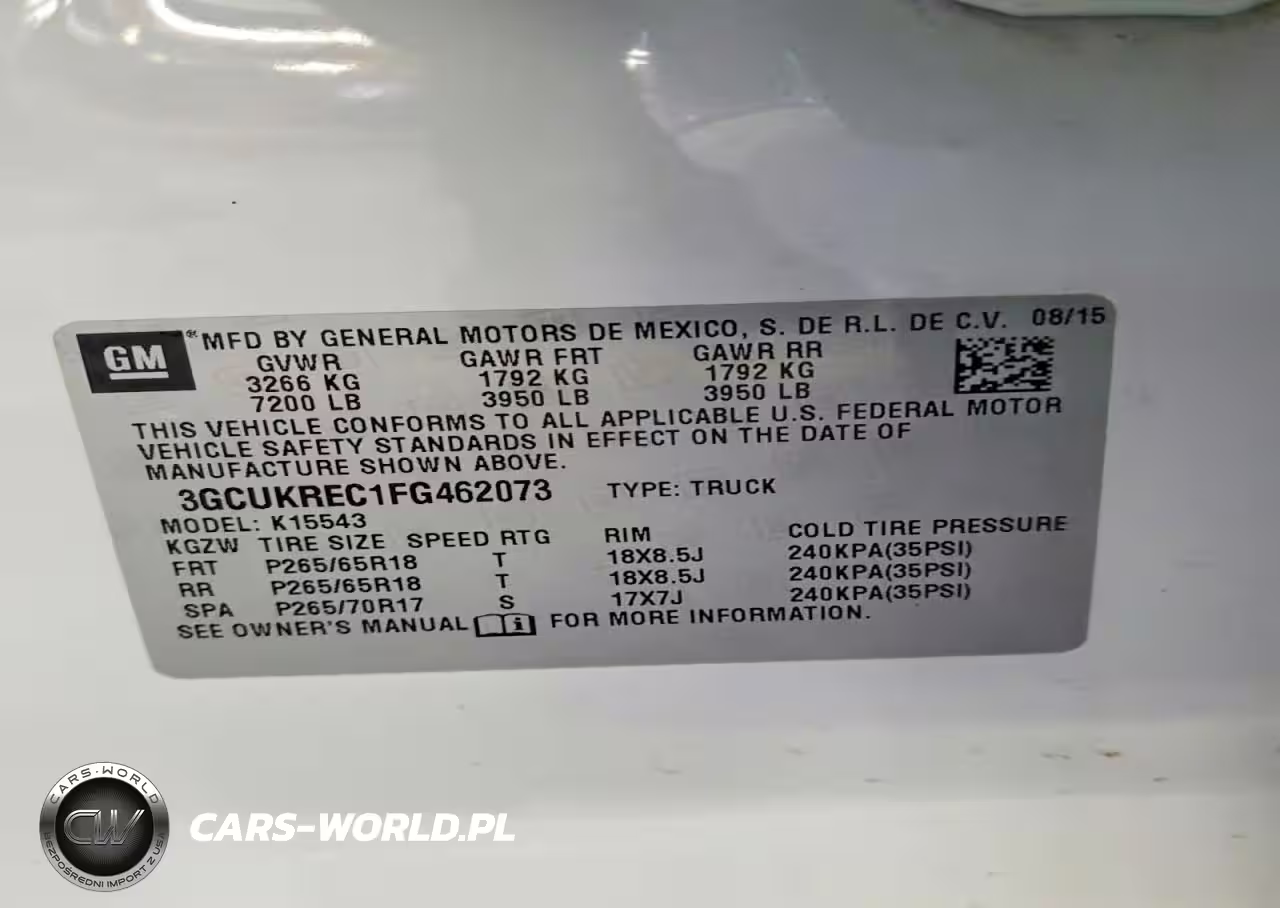 GM ® MFD BY GENERAL MOTORS DE MEXICO, S. DE R.L. DE C.V. 08/15
GVWR GAWR FRT GAWR RR
3266 KG 1792 KG 1792 KG
7200 LB 3950 LB 3950 LB
THIS VEHICLE CONFORMS TO ALL APPLICABLE U.S. FEDERAL MOTOR
VEHICLE SAFETY STANDARDS IN EFFECT ON THE DATE OF
MANUFACTURE SHOWN ABOVE.
3GCUKREC1FG462073 TYPE: TRUCK
MODEL: K15543
KGZW TIRE SIZE SPEED RTG RIM COLD TIRE PRESSURE
FRT P265/65R18 T 18X8.5J 240KPA(35PSI)
RR P265/65R18 T 18X8.5J 240KPA(35PSI)
SPA P265/70R17 S 17X7J 240KPA(35PSI)
SEE OWNER'S MANUAL i FOR MORE INFORMATION.
CARS-WORLD
CW
BEZPOŚREDNI IMPORT Z USA
CARS-WORLD.PL